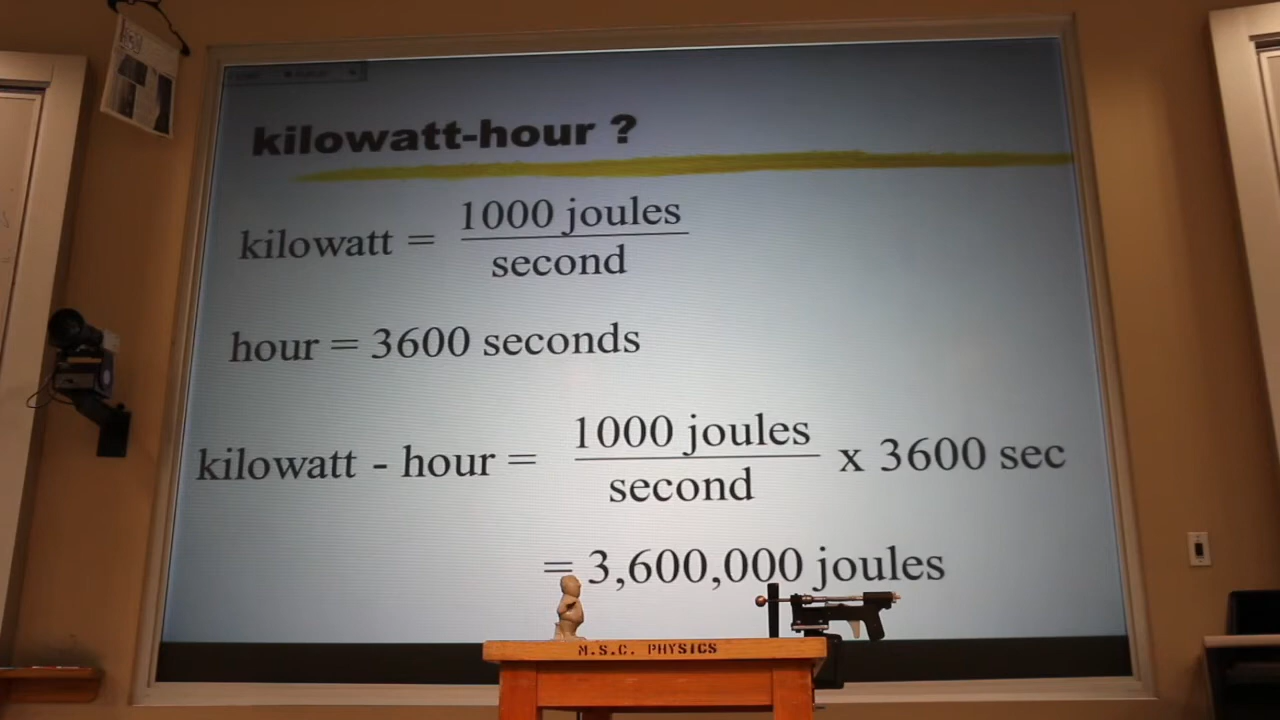 kilowatt-hour ?
kilowatt = 1000 joules
second
hour = 3600 seconds
kilowatt - hour = 1000 joules
second x 3600 sec
= 3,600,000 joules
M.S.C. PHYSICS